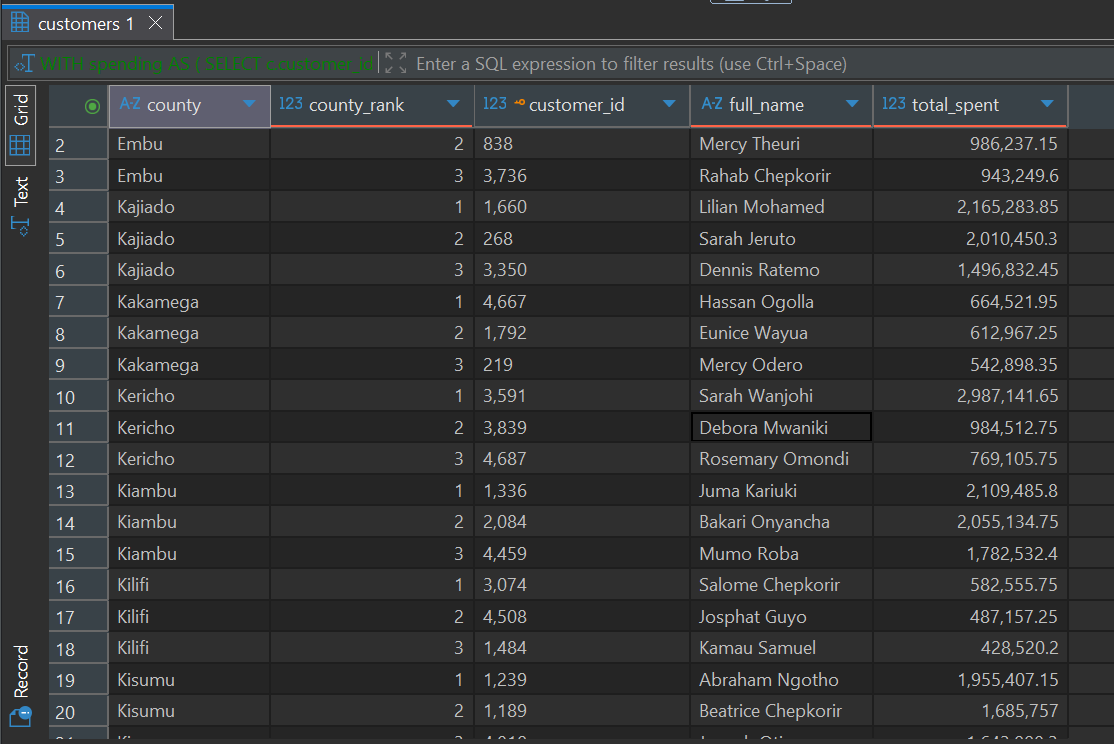 customers 1
WITH spending AS ( SELECT c.customer_id
Enter a SQL expression to filter results (use Ctrl+Space)
Grid
Text
Record
A-Z county 123 county_rank 123 customer_id A-Z full_name 123 total_spent
2 Embu 2 838 Mercy Theuri 986,237.15
3 Embu 3 3,736 Rahab Chepkorir 943,249.6
4 Kajiado 1 1,660 Lilian Mohamed 2,165,283.85
5 Kajiado 2 268 Sarah Jeruto 2,010,450.3
6 Kajiado 3 3,350 Dennis Ratemo 1,496,832.45
7 Kakamega 1 4,667 Hassan Ogolla 664,521.95
8 Kakamega 2 1,792 Eunice Wayua 612,967.25
9 Kakamega 3 219 Mercy Odero 542,898.35
10 Kericho 1 3,591 Sarah Wanjohi 2,987,141.65
11 Kericho 2 3,839 Debora Mwaniki 984,512.75
12 Kericho 3 4,687 Rosemary Omondi 769,105.75
13 Kiambu 1 1,336 Juma Kariuki 2,109,485.8
14 Kiambu 2 2,084 Bakari Onyancha 2,055,134.75
15 Kiambu 3 4,459 Mumo Roba 1,782,532.4
16 Kilifi 1 3,074 Salome Chepkorir 582,555.75
17 Kilifi 2 4,508 Josphat Guyo 487,157.25
18 Kilifi 3 1,484 Kamau Samuel 428,520.2
19 Kisumu 1 1,239 Abraham Ngotho 1,955,407.15
20 Kisumu 2 1,189 Beatrice Chepkorir 1,685,757